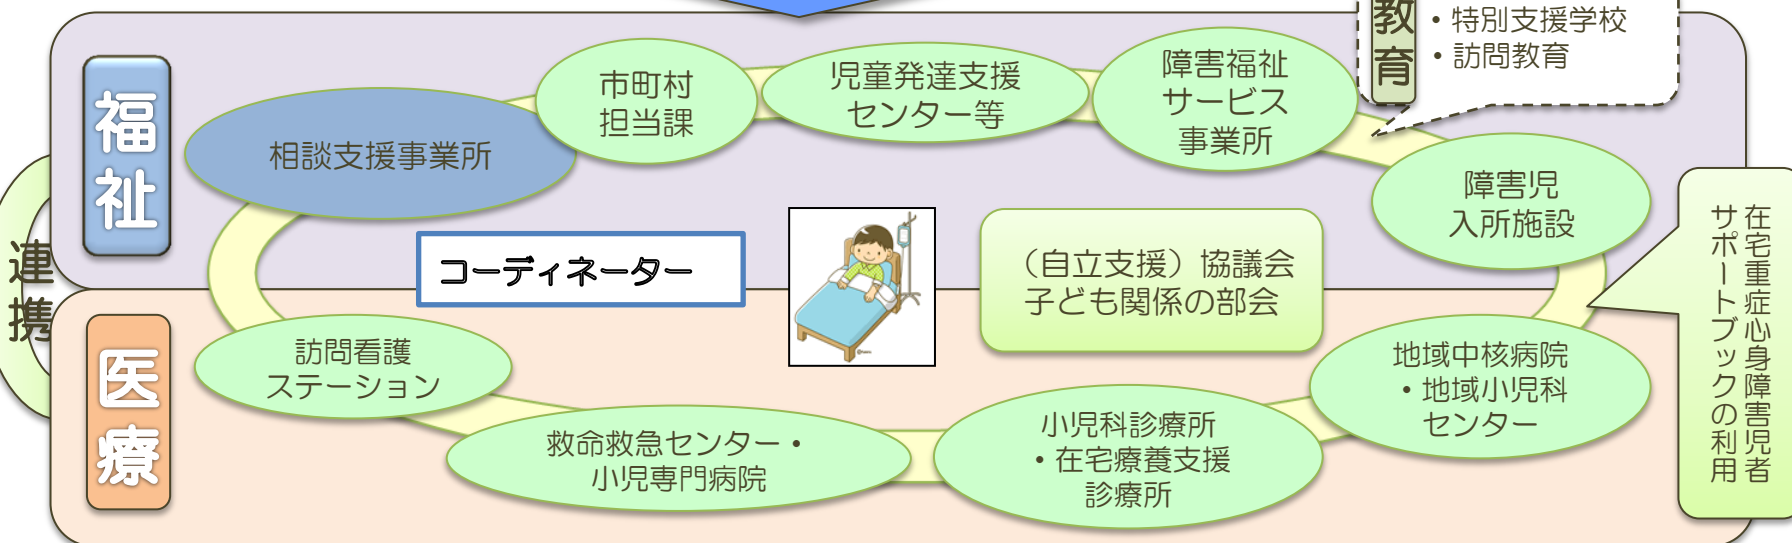 教育
・特別支援学校
・訪問教育
福祉
相談支援事業所
市町村
担当課
児童発達支援
センター等
障害福祉
サービス
事業所
障害児
入所施設
連携
コーディネーター
（自立支援）協議会
子ども関係の部会
在宅重症心身障害児者
サポートブックの利用
医療
訪問看護
ステーション
救命救急センター・
小児専門病院
小児科診療所
・在宅療養支援
診療所
地域中核病院
・地域小児科
センター